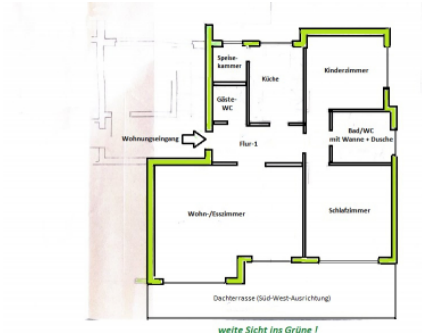 Speise-
kammer
Küche
Kinderzimmer
Gäste-
WC
Wohnungseingang
Flur-1
Bad/WC
mit Wanne + Dusche
Wohn-/Esszimmer
Schlafzimmer
Dachterrasse (Süd-West-Ausrichtung)
weite Sicht ins Grüne !